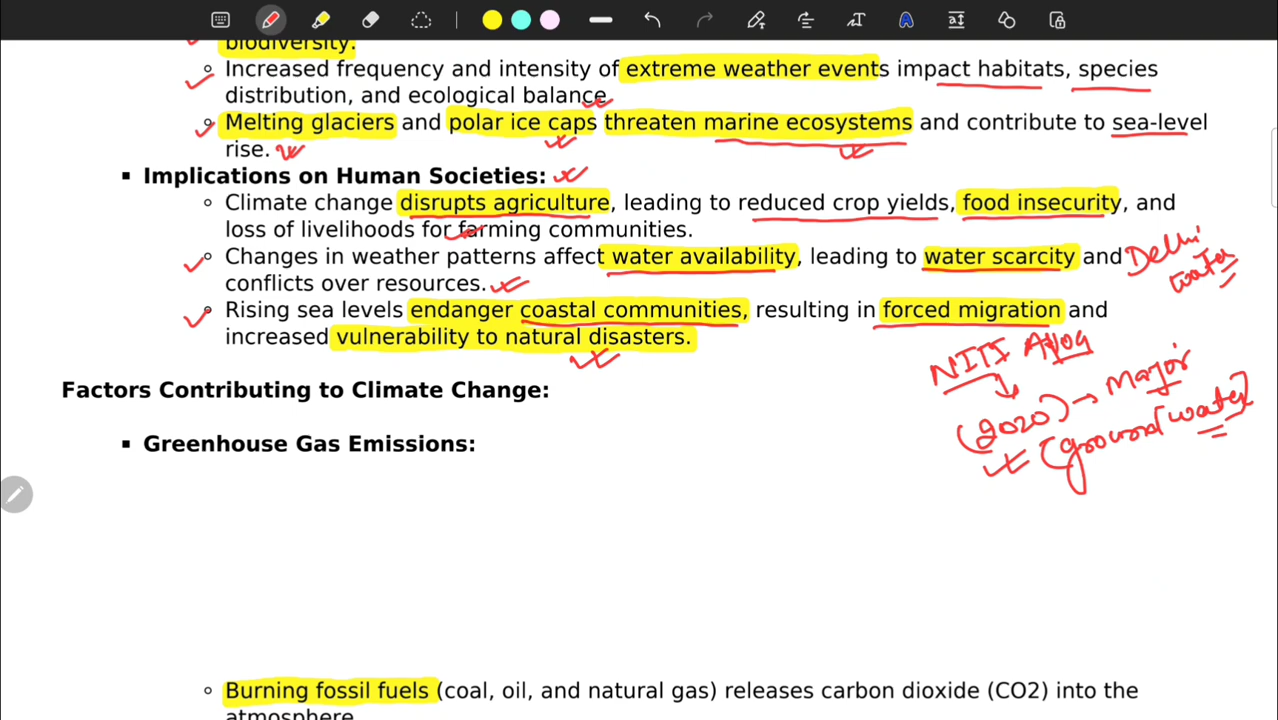 biodiversity.
Increased frequency and intensity of extreme weather events impact habitats, species
distribution, and ecological balance.
Melting glaciers and polar ice caps threaten marine ecosystems and contribute to sea-level
rise.
Implications on Human Societies:
Climate change disrupts agriculture, leading to reduced crop yields, food insecurity, and
loss of livelihoods for farming communities.
Changes in weather patterns affect water availability, leading to water scarcity and
conflicts over resources.
Delhi
water
Rising sea levels endanger coastal communities, resulting in forced migration and
increased vulnerability to natural disasters.
NITI Ayog
(2020) → Major
(ground water)
Factors Contributing to Climate Change:
Greenhouse Gas Emissions:
Burning fossil fuels (coal, oil, and natural gas) releases carbon dioxide (CO2) into the
atmosphere